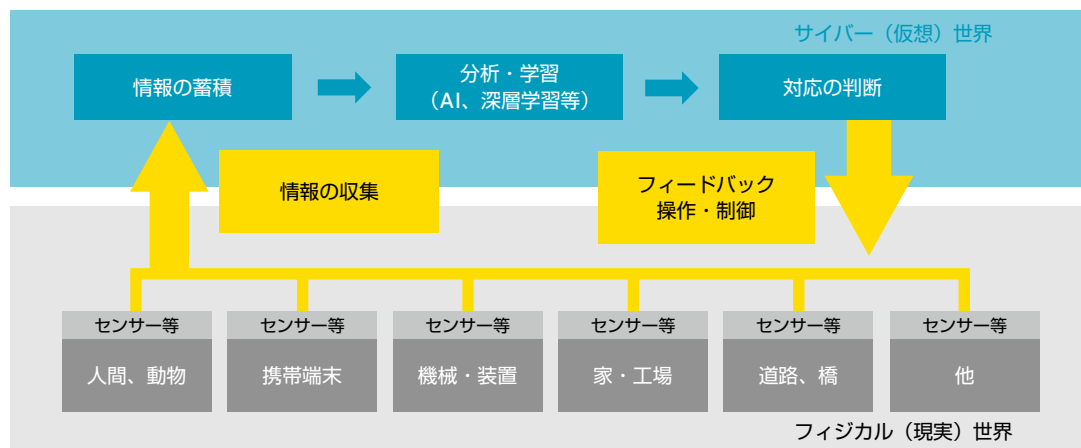 サイバー（仮想）世界
情報の蓄積
分析・学習
（AI、深層学習等）
対応の判断
情報の収集
フィードバック
操作・制御
センサー等
センサー等
センサー等
センサー等
センサー等
センサー等
人間、動物
携帯端末
機械・装置
家・工場
道路、橋
他
フィジカル（現実）世界